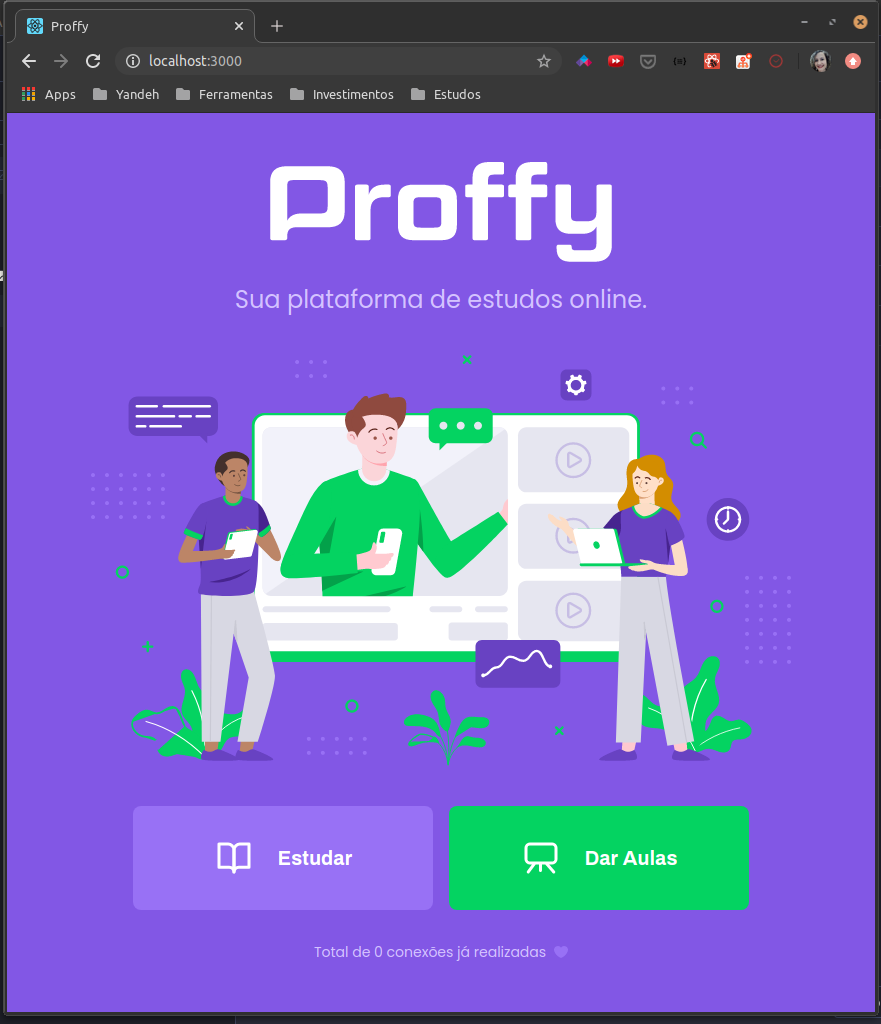 Proffy
localhost:3000
Apps
Yandeh
Ferramentas
Investimentos
Estudos
Proffy
Sua plataforma de estudos online.
Estudar
Dar Aulas
Total de 0 conexões já realizadas